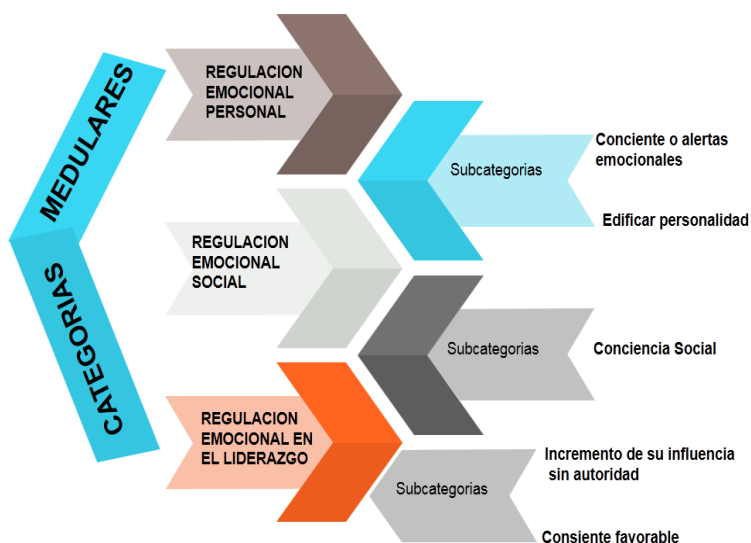 MEDULARES
CATEGORIAS
REGULACION
EMOCIONAL
PERSONAL
Subcategorias
Conciente o alertas
emocionales
Edificar personalidad
REGULACION
EMOCIONAL
SOCIAL
Subcategorias
Conciencia Social
REGULACION
EMOCIONAL EN
EL LIDERAZGO
Subcategorias
Incremento de su influencia
sin autoridad
Consiente favorable